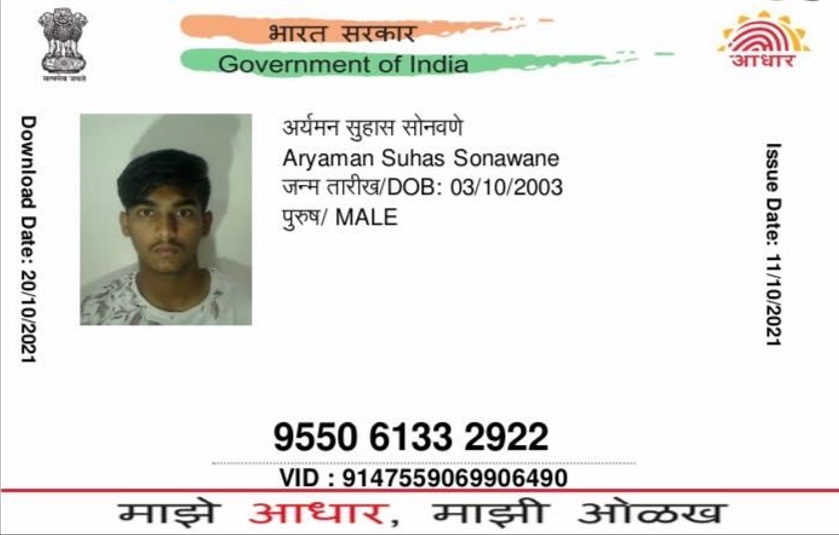 भारत सरकार
Government of India
सत्यमेव जयते
आधार
Download Date: 20/10/2021
अर्यमन सुहास सोनवणे
Aryaman Suhas Sonawane
जन्म तारीख/DOB: 03/10/2003
पुरुष/ MALE
Issue Date: 11/10/2021
9550 6133 2922
VID : 9147559069906490
माझे आधार, माझी ओळख